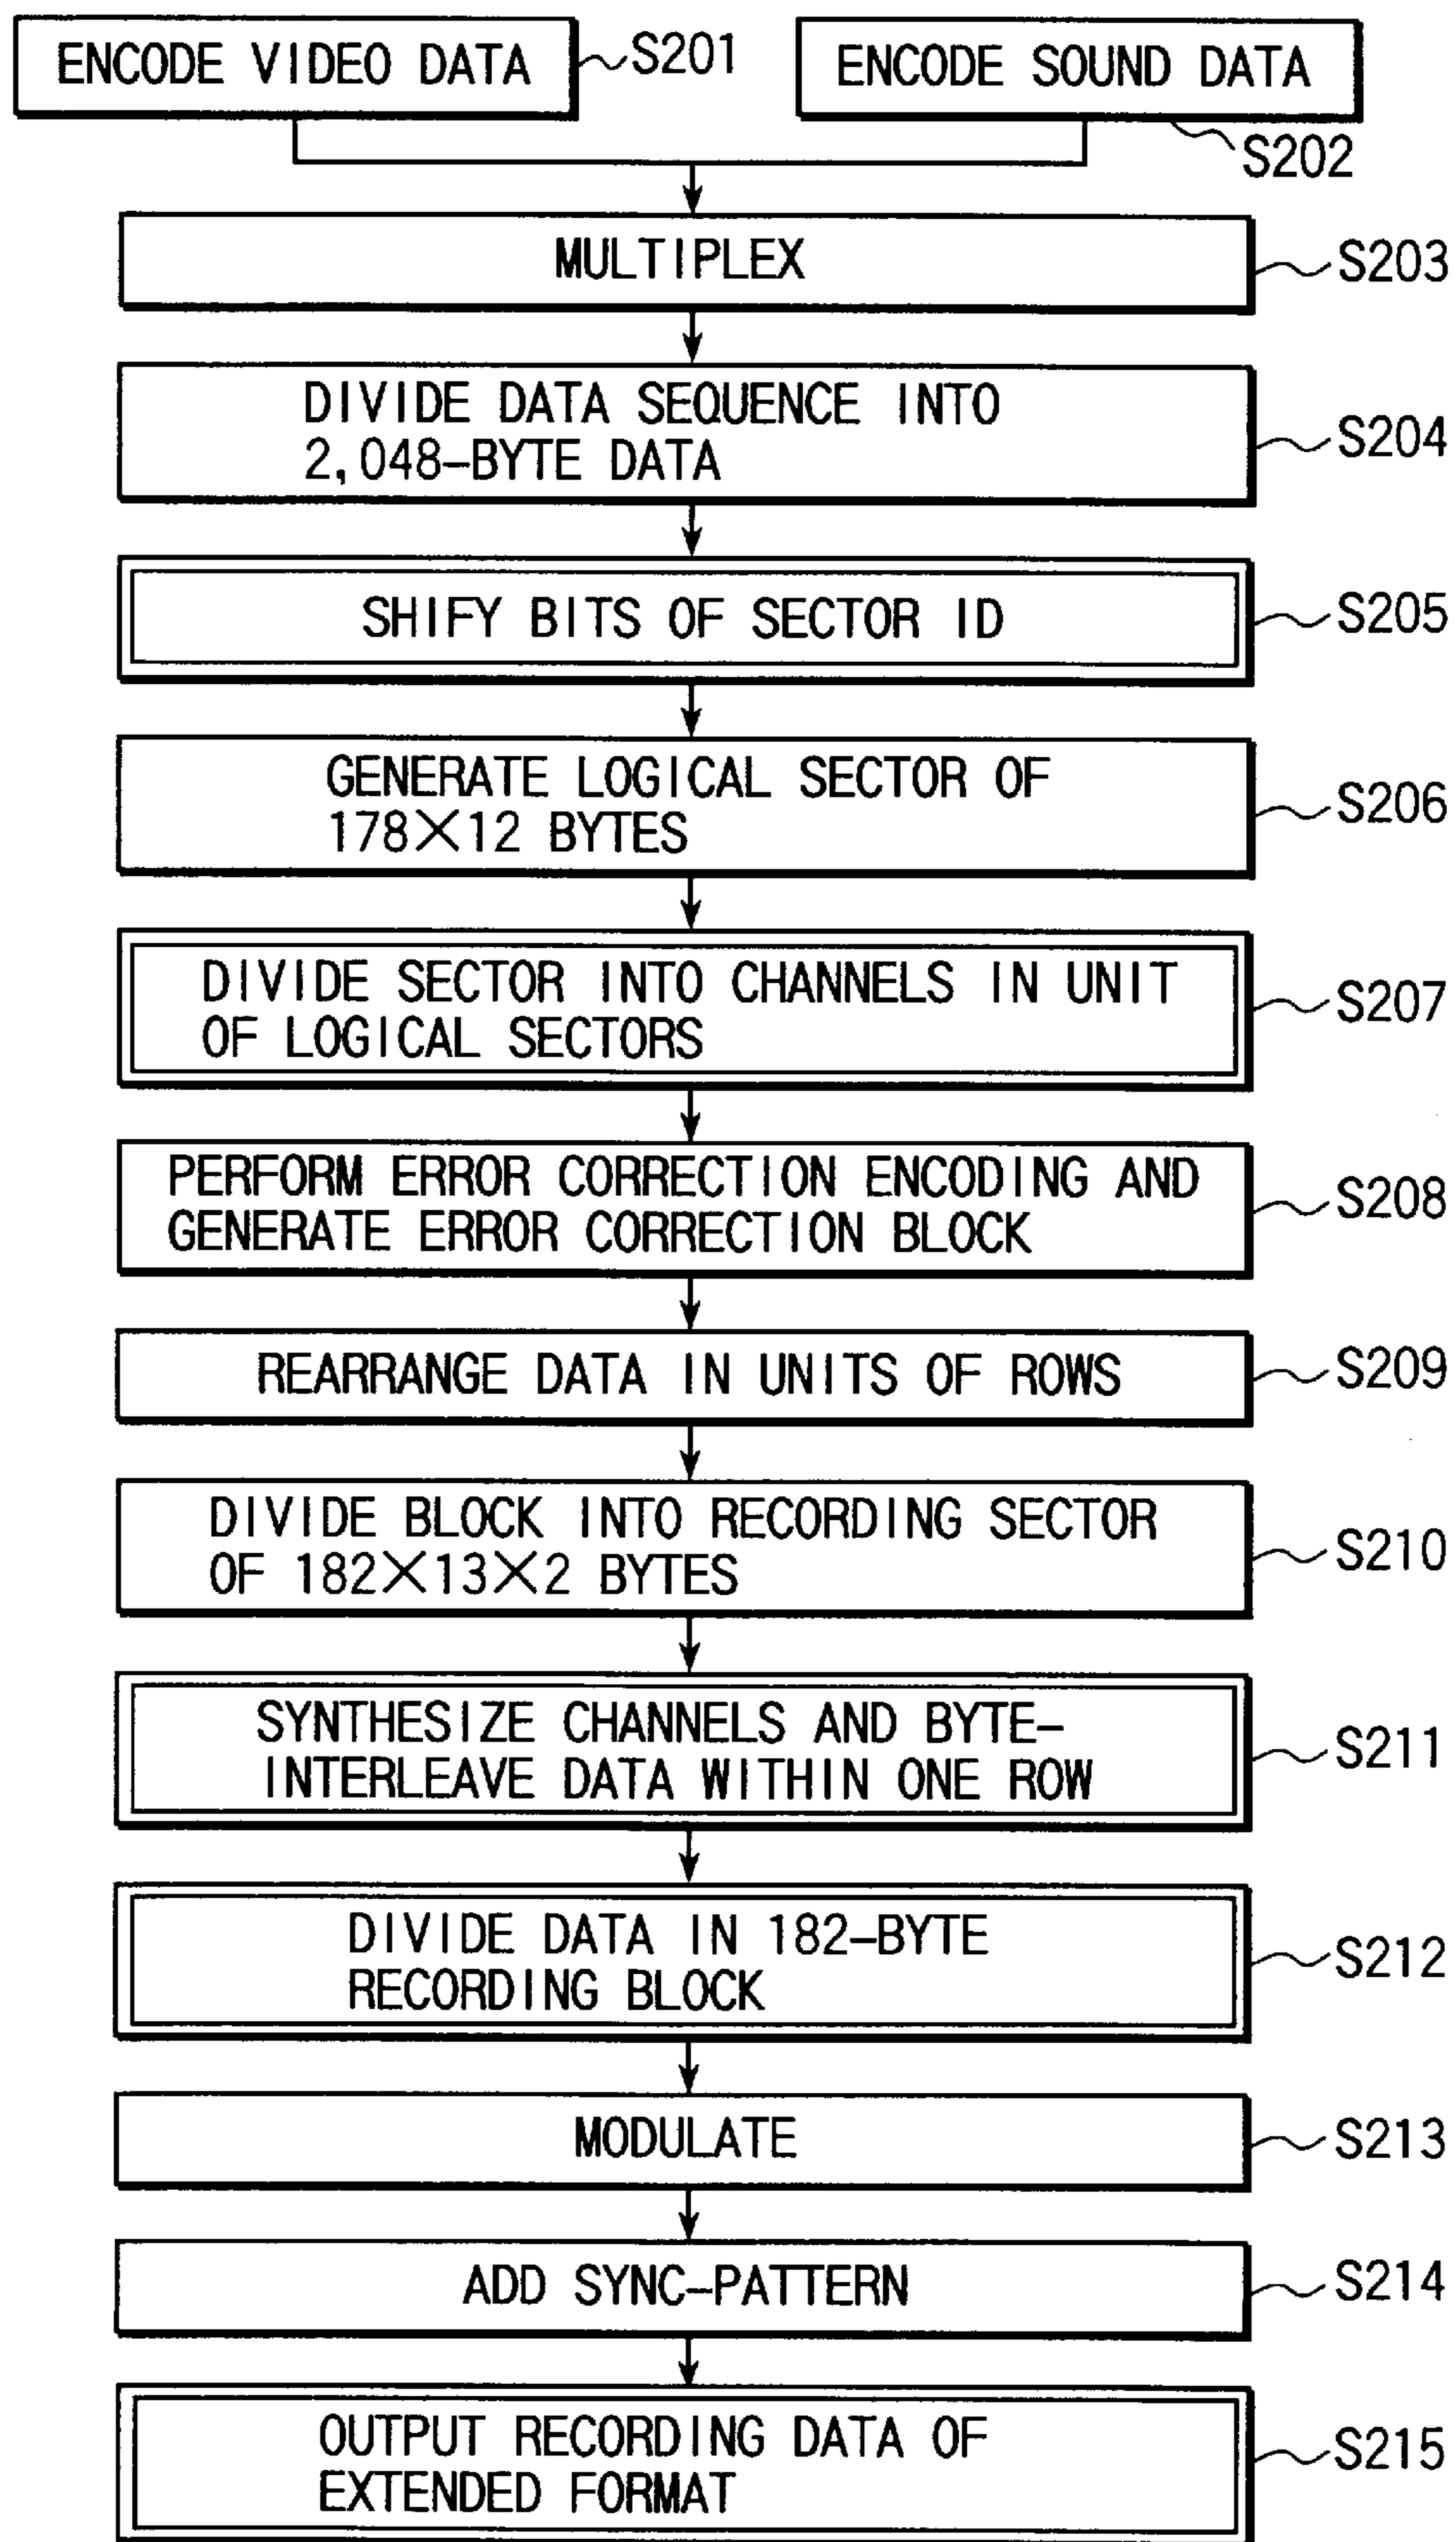 ENCODE VIDEO DATA
S201
ENCODE SOUND DATA
S202
MULTIPLEX
S203
DIVIDE DATA SEQUENCE INTO
2,048-BYTE DATA
S204
SHIFY BITS OF SECTOR ID
S205
GENERATE LOGICAL SECTOR OF
178×12 BYTES
S206
DIVIDE SECTOR INTO CHANNELS IN UNIT
OF LOGICAL SECTORS
S207
PERFORM ERROR CORRECTION ENCODING AND
GENERATE ERROR CORRECTION BLOCK
S208
REARRANGE DATA IN UNITS OF ROWS
S209
DIVIDE BLOCK INTO RECORDING SECTOR
OF 182×13×2 BYTES
S210
SYNTHESIZE CHANNELS AND BYTE-
INTERLEAVE DATA WITHIN ONE ROW
S211
DIVIDE DATA IN 182-BYTE
RECORDING BLOCK
S212
MODULATE
S213
ADD SYNC-PATTERN
S214
OUTPUT RECORDING DATA OF
EXTENDED FORMAT
S215